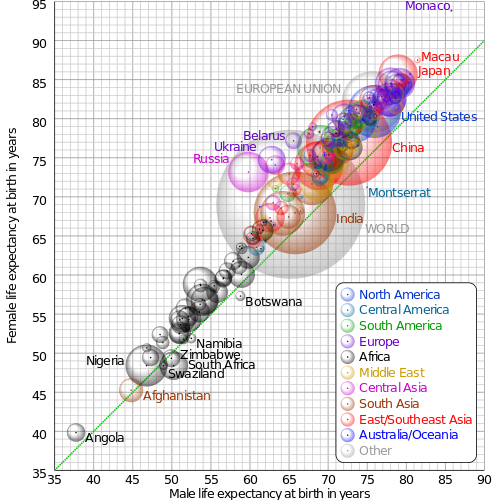 95
Monaco
90
Macau
Japan
85
EUROPEAN UNION
United States
80
Belarus
Ukraine
China
Russia
75
Montserrat
70
India
WORLD
65
60
Botswana
55
Namibia
Zimbabwe
Nigeria
South Africa
Swaziland
50
45
Afghanistan
40
Angola
35
North America
Central America
South America
Europe
Africa
Middle East
Central Asia
South Asia
East/Southeast Asia
Australia/Oceania
Other
35 40 45 50 55 60 65 70 75 80 85 90
Male life expectancy at birth in years
Female life expectancy at birth in years